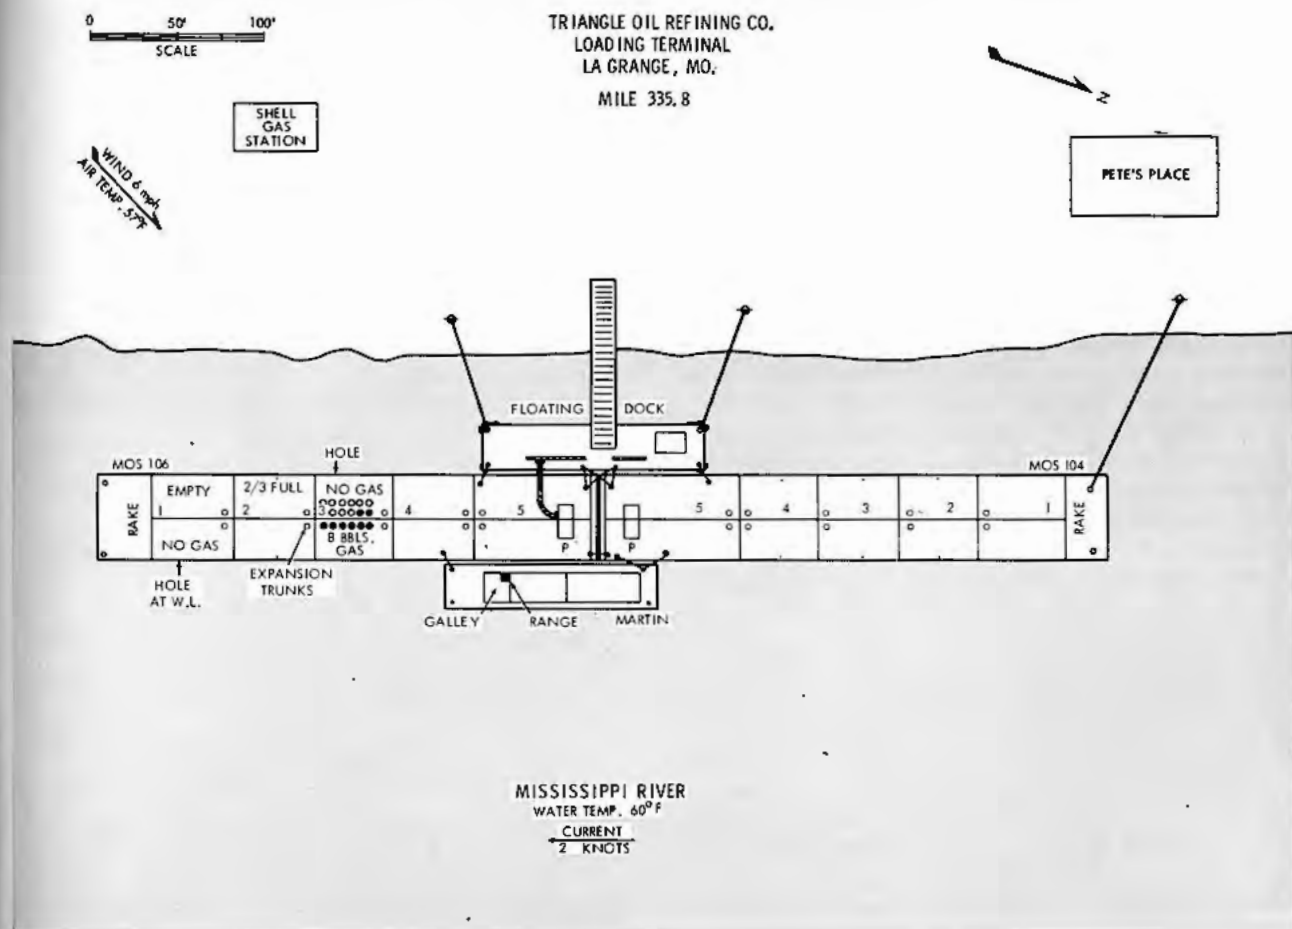 0 50' 100'
SCALE
TRIANGLE OIL REFINING CO.
LOADING TERMINAL
LA GRANGE, MO.
MILE 335.8
N
SHELL
GAS
STATION
WIND 6 mph
AIR TEMP. 57°F
PETE'S PLACE
FLOATING DOCK
HOLE
MOS 106
MOS 104
RAKE
EMPTY
1
NO GAS
2/3 FULL
2
NO GAS
3
8 BBLS.
GAS
4
5
P
P
5
4
3
2
1
RAKE
HOLE
AT W.L.
EXPANSION
TRUNKS
GALLEY
RANGE
MARTIN
MISSISSIPPI RIVER
WATER TEMP. 60°F
CURRENT
2 KNOTS